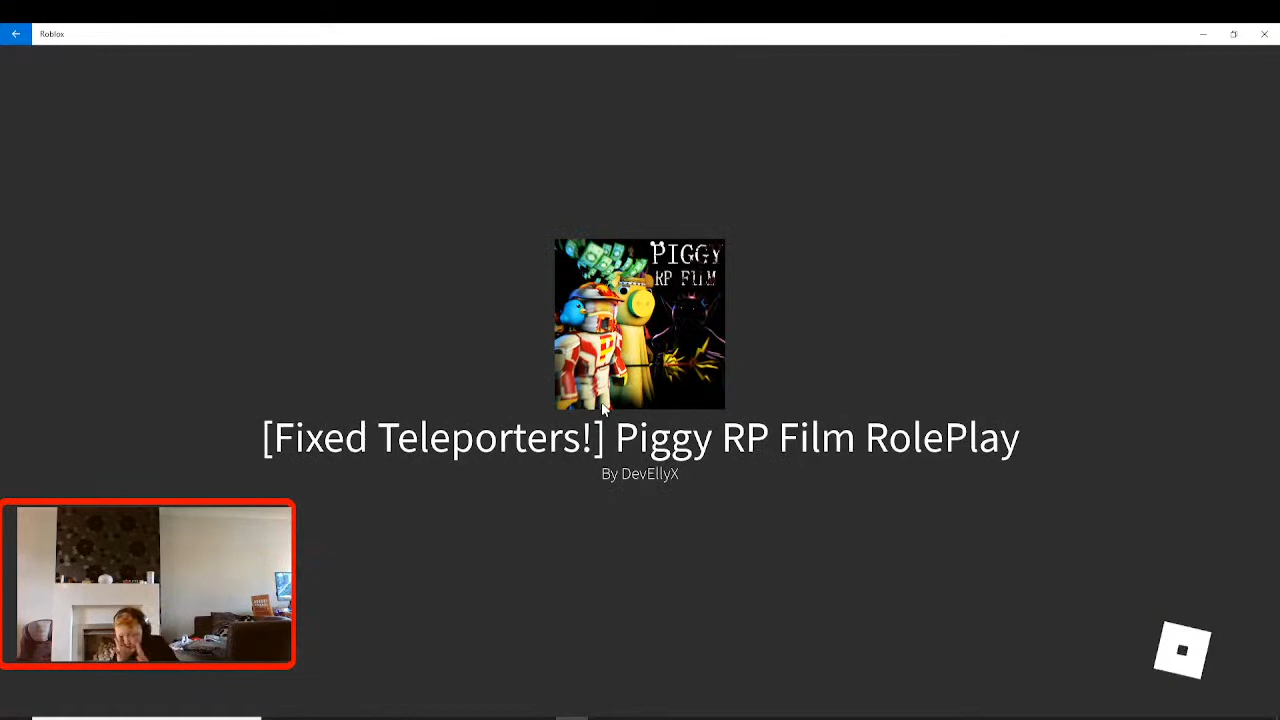 Roblox
PIGGY
RP FILM
[Fixed Teleporters!] Piggy RP Film RolePlay
By DevEllyX